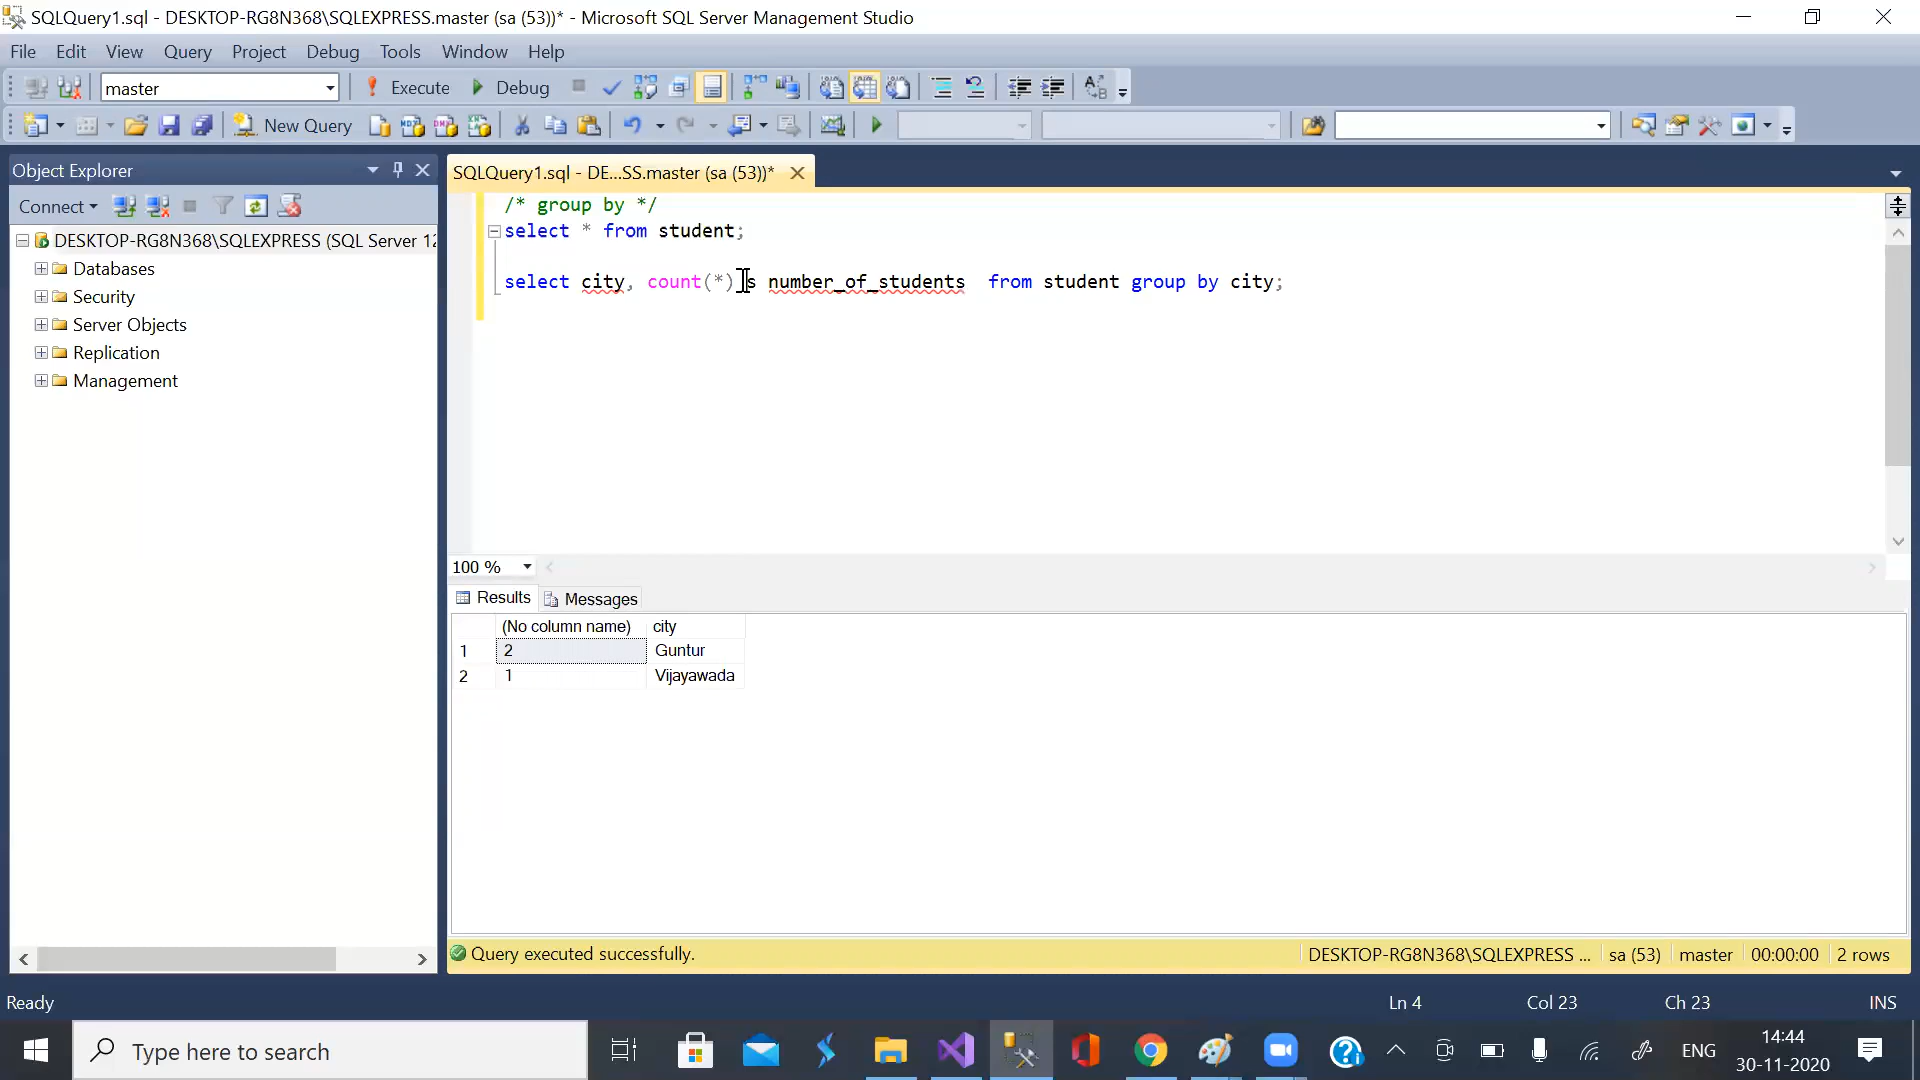 SQLQuery1.sql - DESKTOP-RG8N368\SQLEXPRESS.master (sa (53))* - Microsoft SQL Server Management Studio
File Edit View Query Project Debug Tools Window Help
master Execute Debug
New Query
Object Explorer
Connect
DESKTOP-RG8N368\SQLEXPRESS (SQL Server 12
Databases
Security
Server Objects
Replication
Management
SQLQuery1.sql - DE...SS.master (sa (53))*
/* group by */
select * from student;
select city, count(*) s number_of_students from student group by city;
100 %
Results Messages
(No column name) city
1 2 Guntur
2 1 Vijayawada
Query executed successfully. DESKTOP-RG8N368\SQLEXPRESS ... sa (53) master 00:00:00 2 rows
Ready Ln 4 Col 23 Ch 23 INS
Type here to search ENG 14:44
30-11-2020